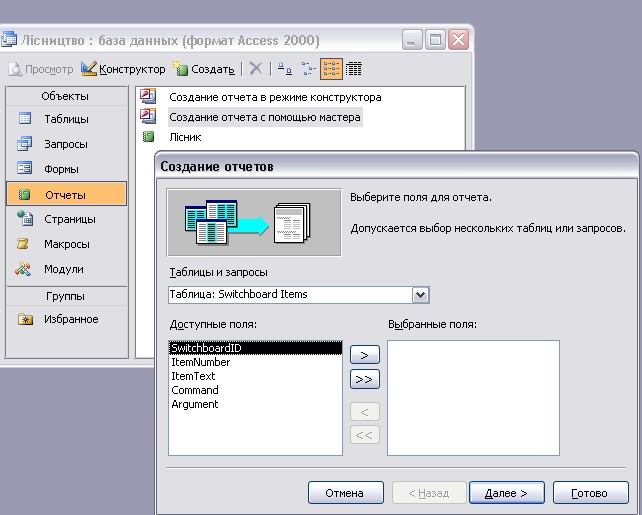 Лісництво : база данных (формат Access 2000)
Просмотр Конструктор Создать
Объекты
Таблицы
Запросы
Формы
Отчеты
Страницы
Макросы
Модули
Группы
Избранное
Создание отчета в режиме конструктора
Создание отчета с помощью мастера
Лісник
Создание отчетов
Выберите поля для отчета.
Допускается выбор нескольких таблиц или запросов.
Таблицы и запросы
Таблица: Switchboard Items
Доступные поля:
Выбранные поля:
SwitchboardID
ItemNumber
ItemText
Command
Argument
>
>>
<
<<
Отмена
< Назад
Далее >
Готово